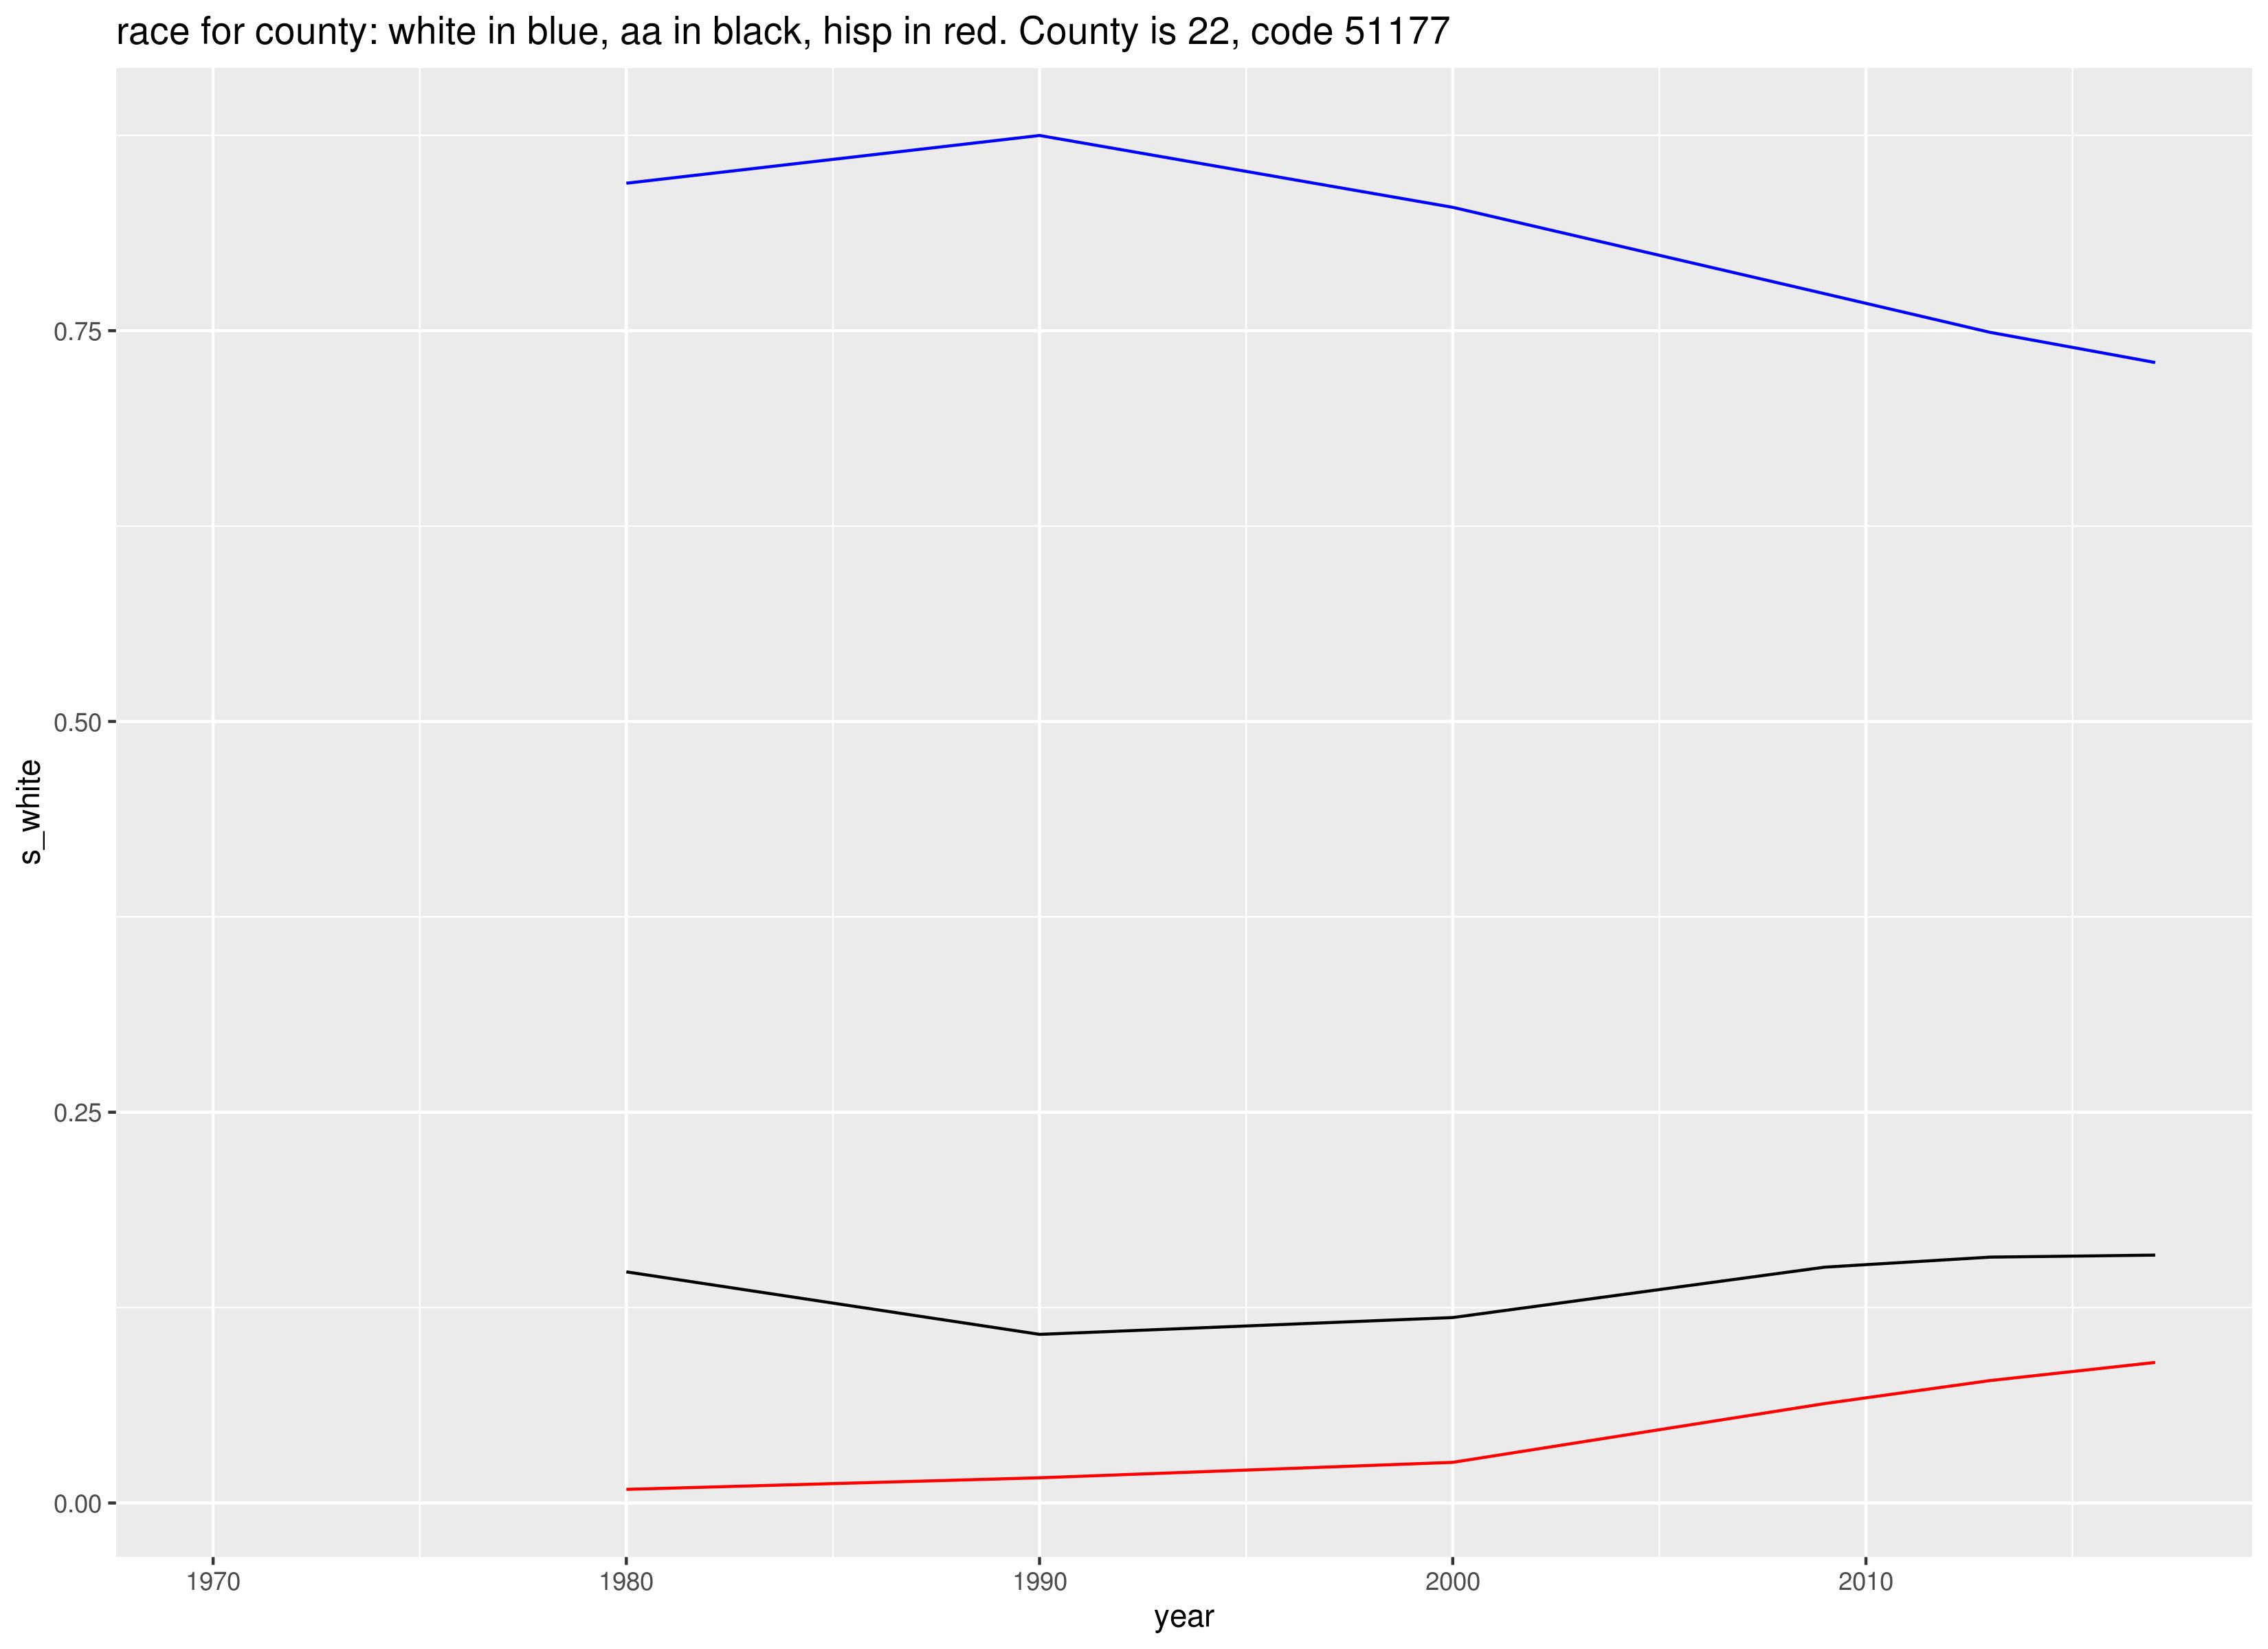 race for county: white in blue, aa in black, hisp in red. County is 22, code 51177
0.75
0.50
0.25
0.00
s_white
1970 1980 1990 2000 2010
year